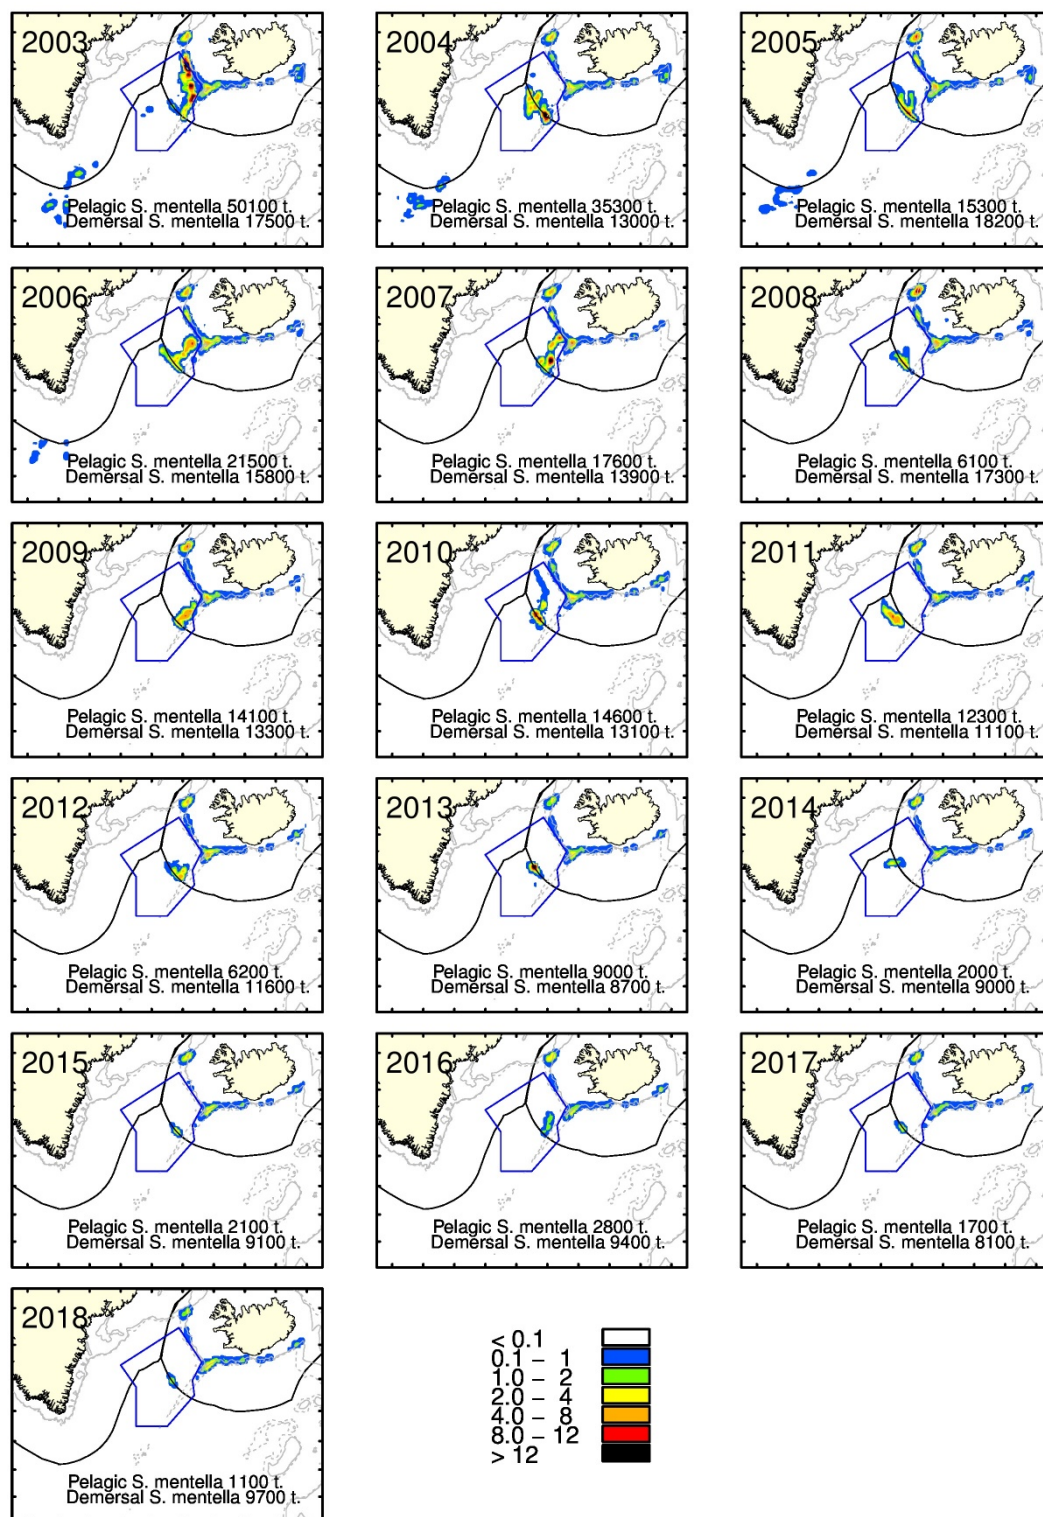 2003
Pelagic S. mentella 50100 t.
Demersal S. mentella 17500 t.
2004
Pelagic S. mentella 35300 t.
Demersal S. mentella 13000 t.
2005
Pelagic S. mentella 15300 t.
Demersal S. mentella 18200 t.
2006
Pelagic S. mentella 21500 t.
Demersal S. mentella 15800 t.
2007
Pelagic S. mentella 17600 t.
Demersal S. mentella 13900 t.
2008
Pelagic S. mentella 6100 t.
Demersal S. mentella 17300 t.
2009
Pelagic S. mentella 14100 t.
Demersal S. mentella 13300 t.
2010
Pelagic S. mentella 14600 t.
Demersal S. mentella 13100 t.
2011
Pelagic S. mentella 12300 t.
Demersal S. mentella 11100 t.
2012
Pelagic S. mentella 6200 t.
Demersal S. mentella 11600 t.
2013
Pelagic S. mentella 9000 t.
Demersal S. mentella 8700 t.
2014
Pelagic S. mentella 2000 t.
Demersal S. mentella 9000 t.
2015
Pelagic S. mentella 2100 t.
Demersal S. mentella 9100 t.
2016
Pelagic S. mentella 2800 t.
Demersal S. mentella 9400 t.
2017
Pelagic S. mentella 1700 t.
Demersal S. mentella 8100 t.
2018
Pelagic S. mentella 1100 t.
Demersal S. mentella 9700 t.
< 0.1
0.1 – 1
1.0 – 2
2.0 – 4
4.0 – 8
8.0 – 12
> 12